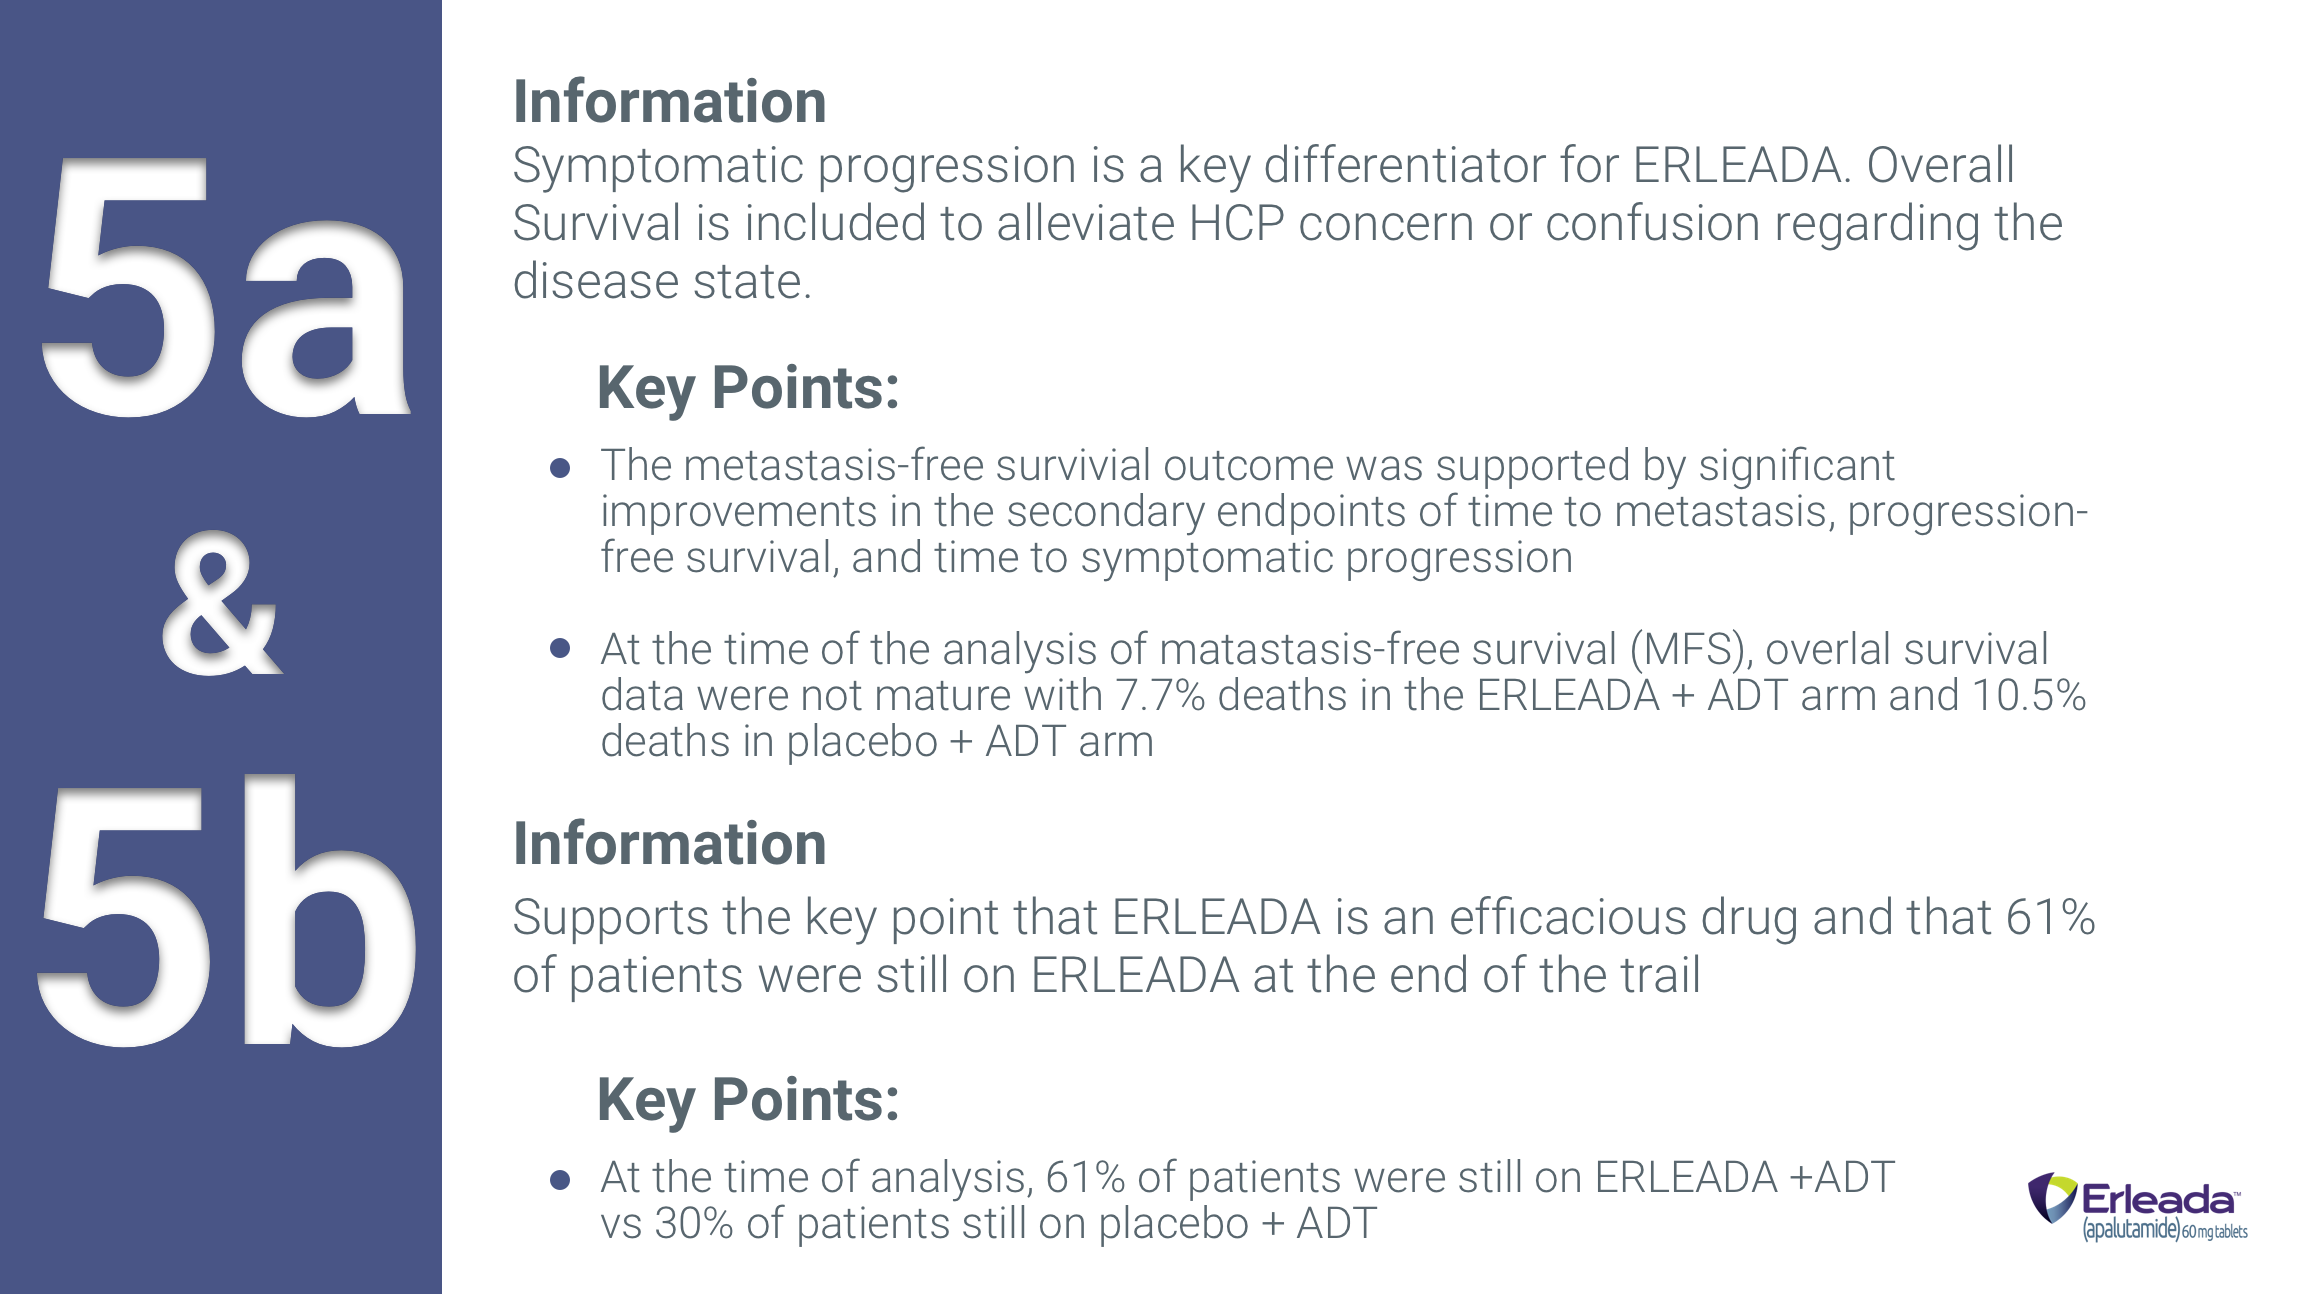 5a
&
5b
Information
Symptomatic progression is a key differentiator for ERLEADA. Overall
Survival is included to alleviate HCP concern or confusion regarding the
disease state.
Key Points:
● The metastasis-free survivial outcome was supported by significant
improvements in the secondary endpoints of time to metastasis, progression-
free survival, and time to symptomatic progression
● At the time of the analysis of matastasis-free survival (MFS), overlal survival
data were not mature with 7.7% deaths in the ERLEADA + ADT arm and 10.5%
deaths in placebo + ADT arm
Information
Supports the key point that ERLEADA is an efficacious drug and that 61%
of patients were still on ERLEADA at the end of the trail
Key Points:
● At the time of analysis, 61% of patients were still on ERLEADA +ADT
vs 30% of patients still on placebo + ADT
Erleada™
(apalutamide) 60 mg tablets